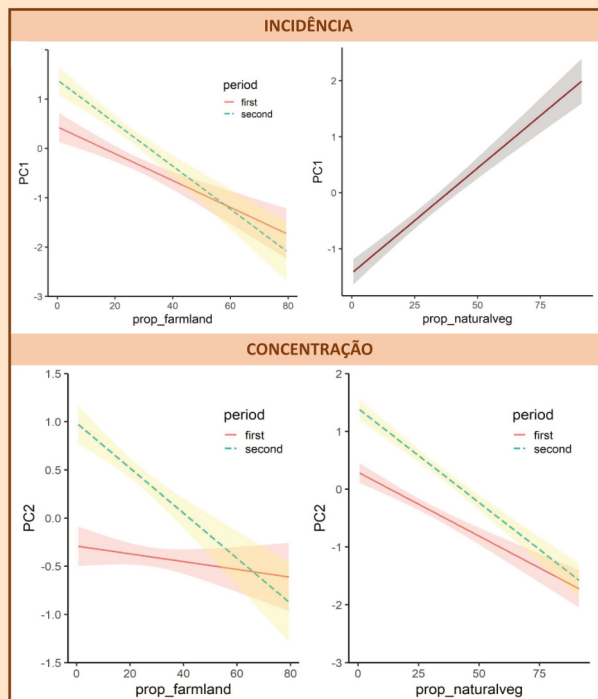 INCIDÊNCIA
PC1
1
0
-1
-2
-3
period
first
second
0
20
40
60
80
prop_farmland
PC1
2
1
0
-1
0
25
50
75
prop_naturalveg
CONCENTRAÇÃO
PC2
1.5
1.0
0.5
0.0
-0.5
-1.0
-1.5
period
first
second
0
20
40
60
80
prop_farmland
PC2
2
1
0
-1
-2
-3
period
first
second
0
25
50
75
prop_naturalveg